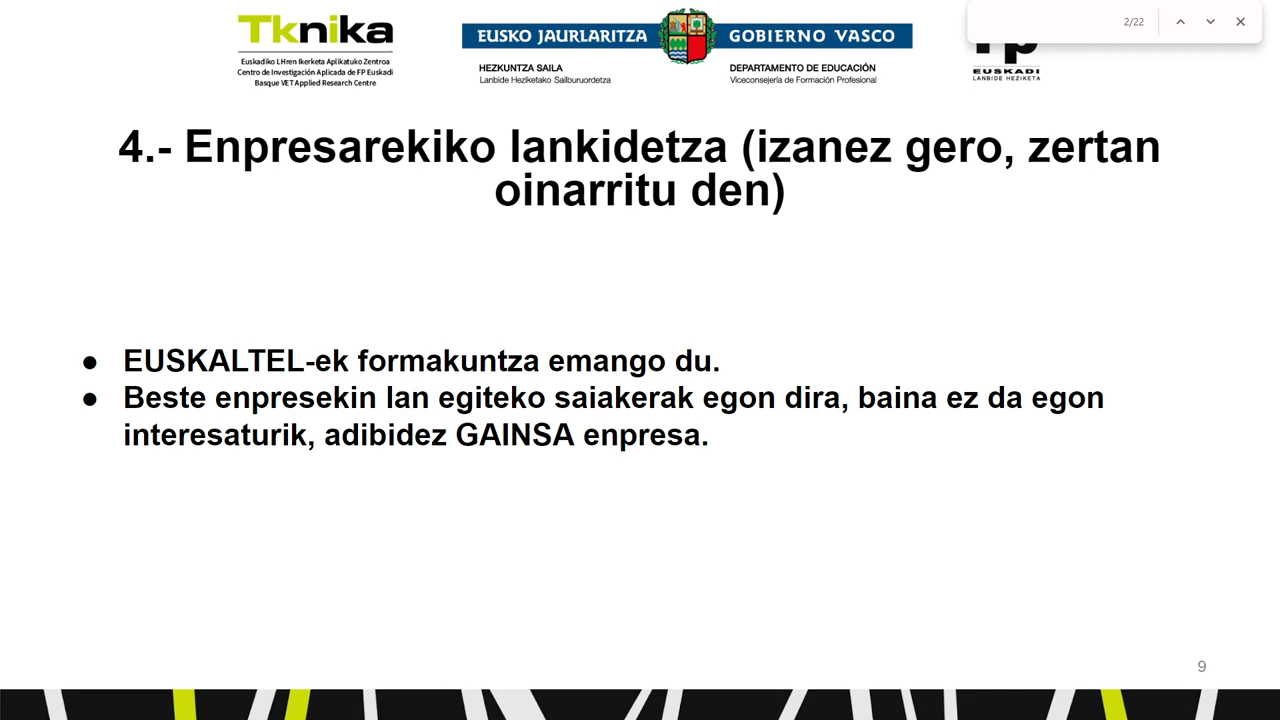 Tknika
Euskadiko LHren Ikerketa Aplikatuko Zentroa
Centro de Investigación Aplicada de FP Euskadi
Basque VET Applied Research Centre
EUSKO JAURLARITZA
GOBIERNO VASCO
HEZKUNTZA SAILA
Lanbide Heziketako Sailburuordetza
DEPARTAMENTO DE EDUCACIÓN
Viceconsejería de Formación Profesional
2/22
EUSKADI
LANBIDE HEZIKETA
4.- Enpresarekiko lankidetza (izanez gero, zertan
oinarritu den)
● EUSKALTEL-ek formakuntza emango du.
● Beste enpresekin lan egiteko saiakerak egon dira, baina ez da egon
interesaturik, adibidez GAINSA enpresa.
9